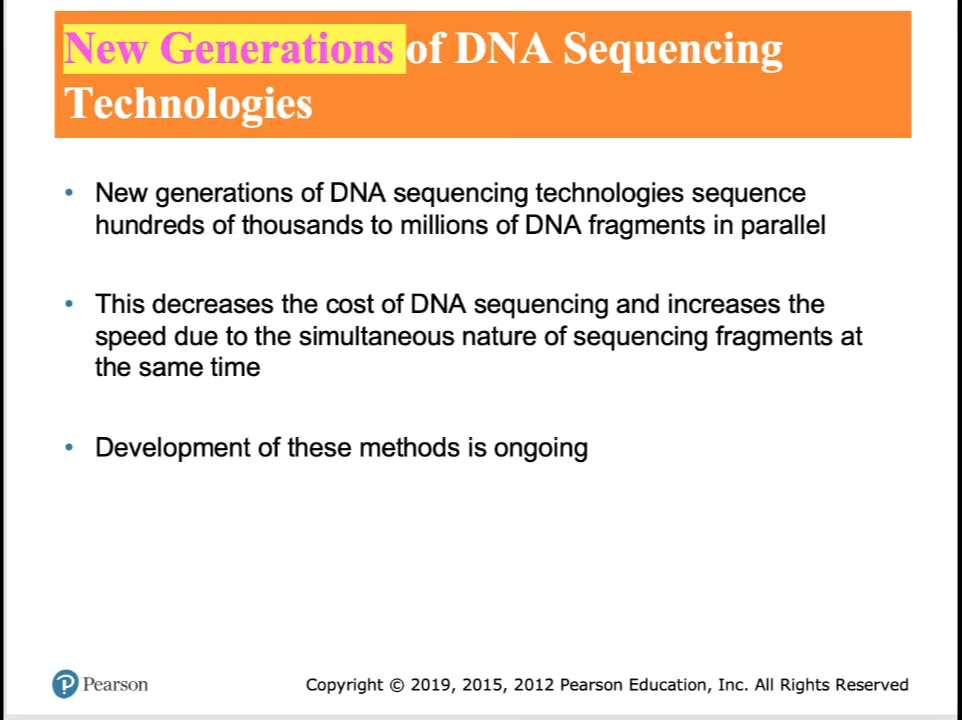 New Generations of DNA Sequencing
Technologies
• New generations of DNA sequencing technologies sequence
hundreds of thousands to millions of DNA fragments in parallel
• This decreases the cost of DNA sequencing and increases the
speed due to the simultaneous nature of sequencing fragments at
the same time
• Development of these methods is ongoing
P Pearson
Copyright © 2019, 2015, 2012 Pearson Education, Inc. All Rights Reserved